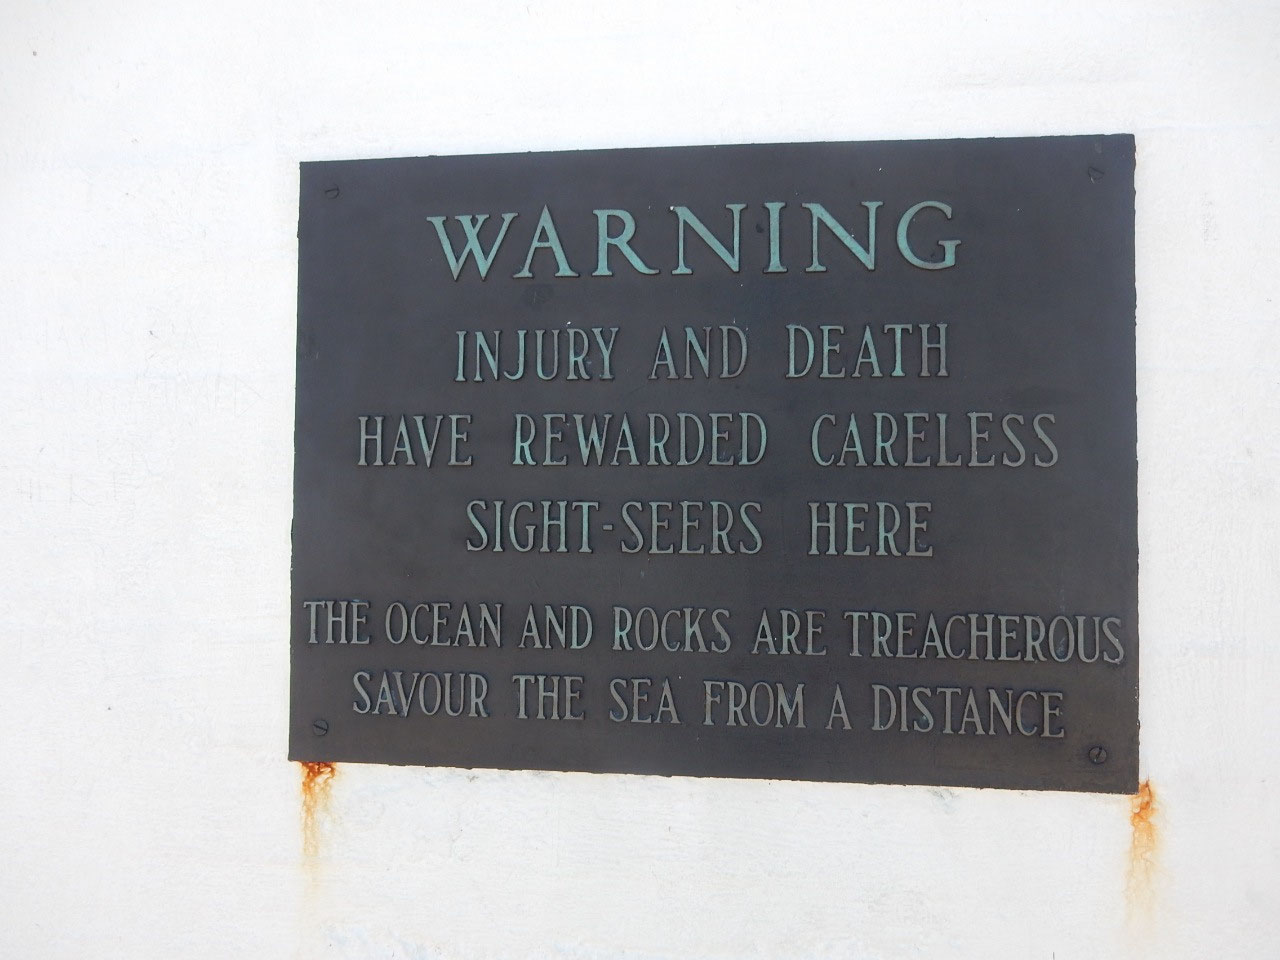 WARNING
INJURY AND DEATH
HAVE REWARDED CARELESS
SIGHT-SEERS HERE
THE OCEAN AND ROCKS ARE TREACHEROUS
SAVOUR THE SEA FROM A DISTANCE